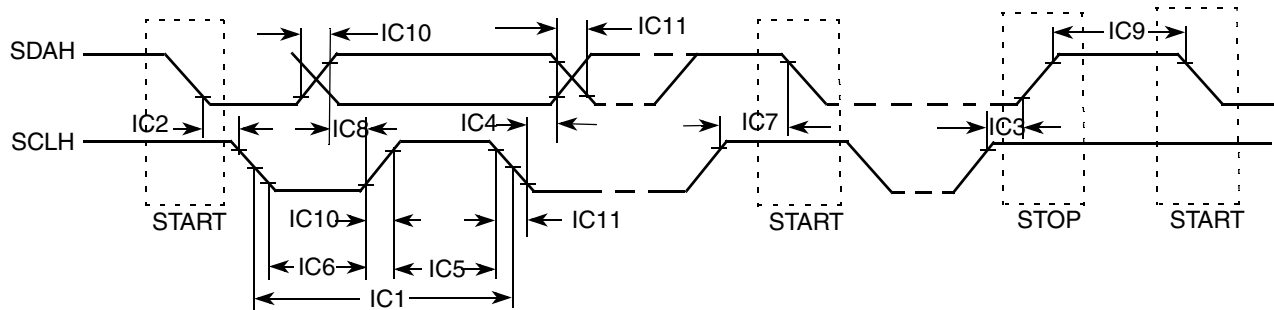 IC10
IC11
IC9
SDAH
IC2
IC8
IC4
IC7
IC3
SCLH
START
IC10
IC11
START
STOP
START
IC6
IC5
IC1